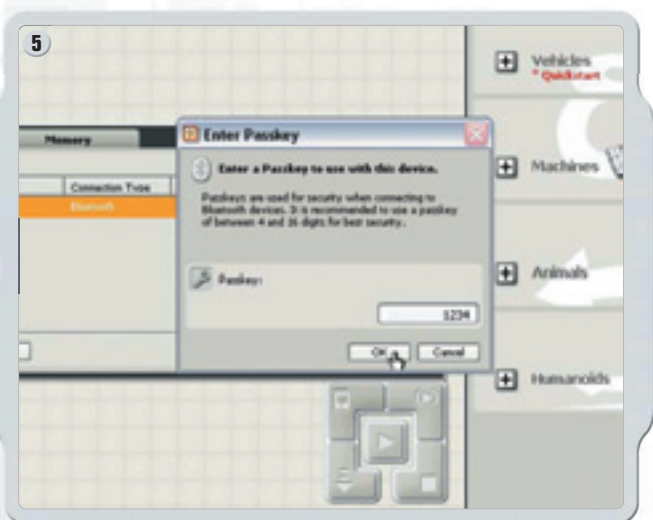 5
Vehicles
* Quickstart
Memory
Enter Passkey
Enter a Passkey to use with this device.
Machines
Connection Type
Bluetooth
Passkeys are used for security when connecting to
Bluetooth devices. It is recommended to use a passkey
of between 4 and 16 digits for best security.
Animals
Passkey:
1234
OK
Cancel
Humanoids